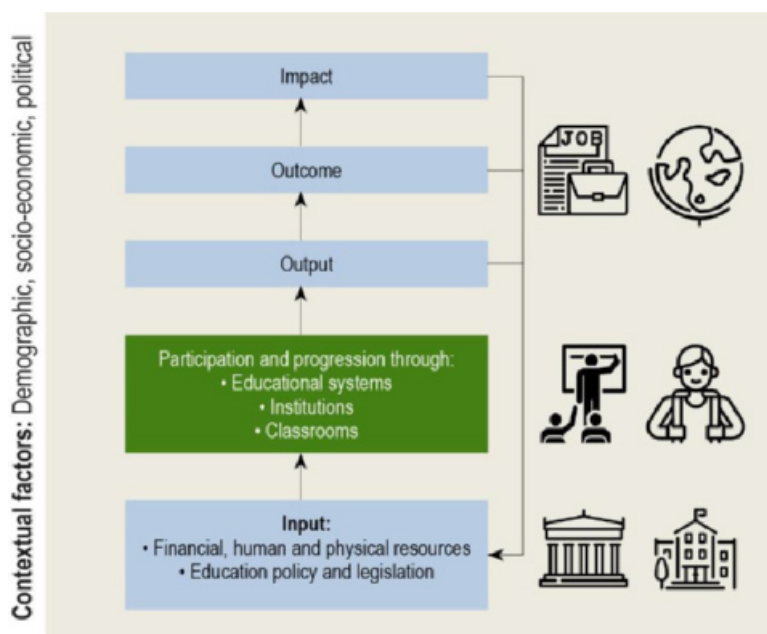 Contextual factors: Demographic, socio-economic, political
Impact
Outcome
Output
Participation and progression through:
• Educational systems
• Institutions
• Classrooms
Input:
• Financial, human and physical resources
• Education policy and legislation
JOB